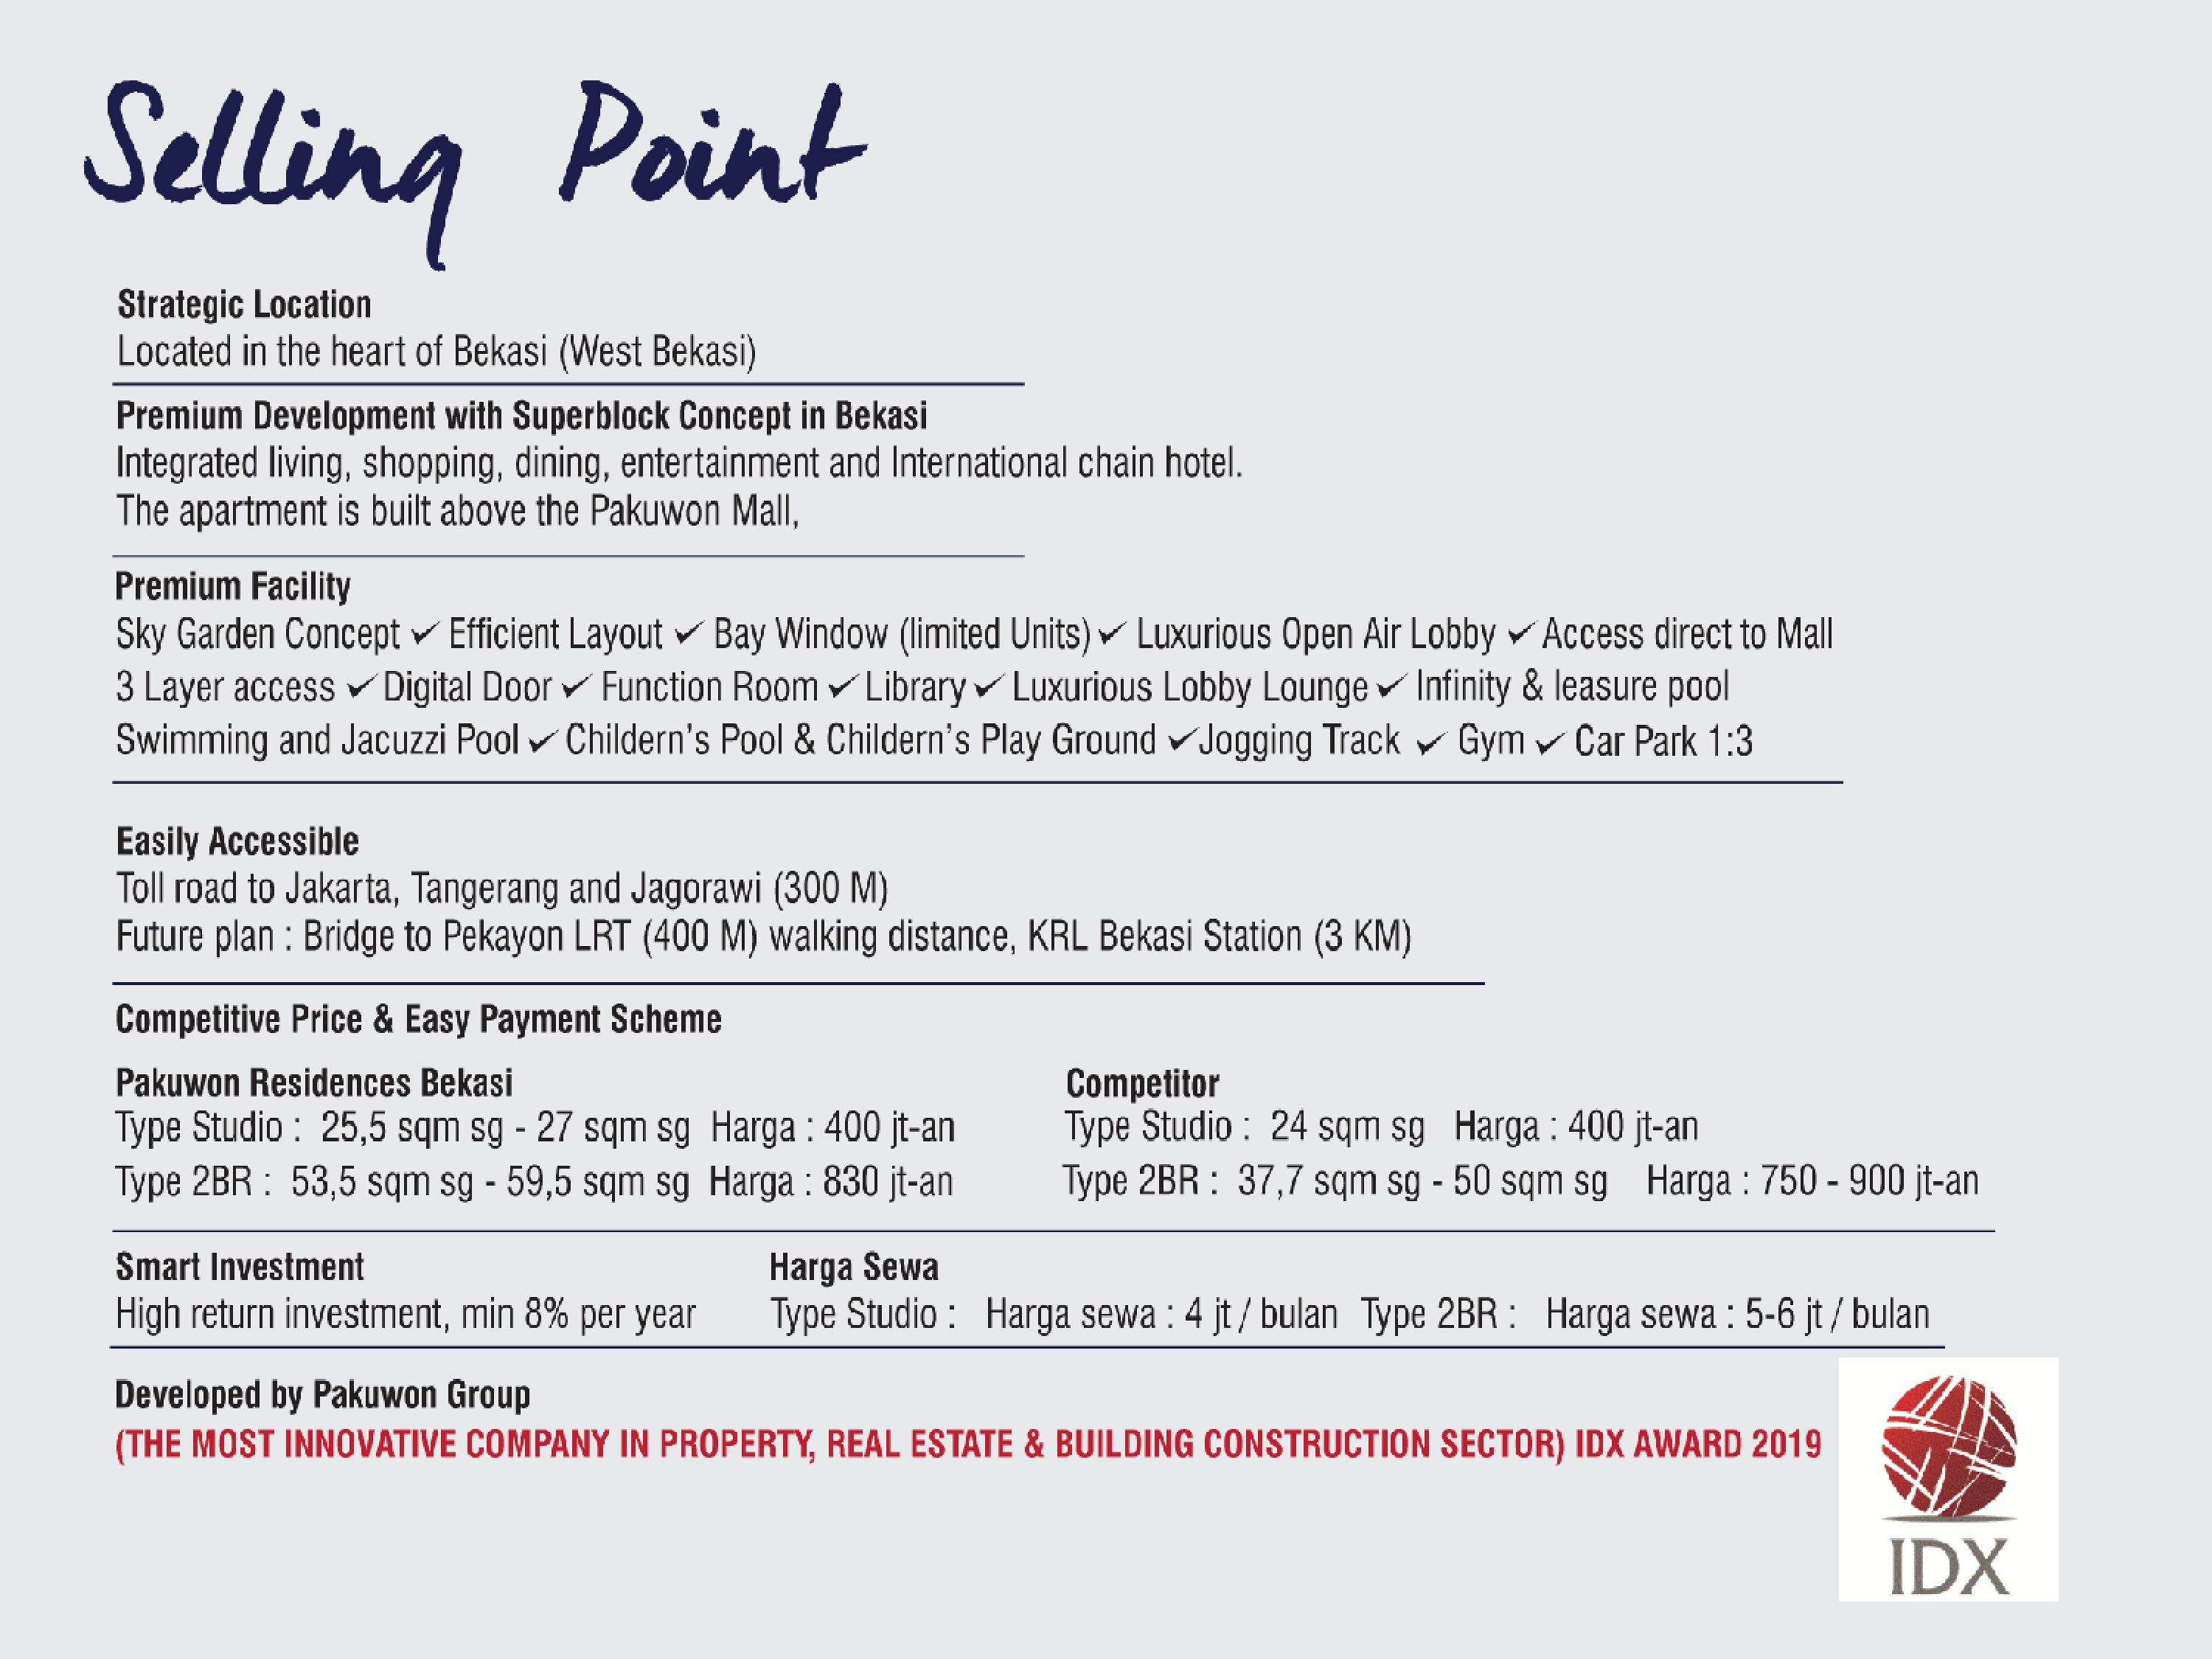 Selling Point
Strategic Location
Located in the heart of Bekasi (West Bekasi)
Premium Development with Superblock Concept in Bekasi
Integrated living, shopping, dining, entertainment and International chain hotel.
The apartment is built above the Pakuwon Mall,
Premium Facility
Sky Garden Concept ✓ Efficient Layout ✓ Bay Window (limited Units) ✓ Luxurious Open Air Lobby ✓ Access direct to Mall
3 Layer access ✓ Digital Door ✓ Function Room ✓ Library ✓ Luxurious Lobby Lounge ✓ Infinity & leasure pool
Swimming and Jacuzzi Pool ✓ Childern's Pool & Childern's Play Ground ✓ Jogging Track ✓ Gym ✓ Car Park 1:3
Easily Accessible
Toll road to Jakarta, Tangerang and Jagorawi (300 M)
Future plan : Bridge to Pekayon LRT (400 M) walking distance, KRL Bekasi Station (3 KM)
Competitive Price & Easy Payment Scheme
Pakuwon Residences Bekasi Competitor
Type Studio : 25,5 sqm sg - 27 sqm sg Harga : 400 jt-an Type Studio : 24 sqm sg Harga : 400 jt-an
Type 2BR : 53,5 sqm sg - 59,5 sqm sg Harga : 830 jt-an Type 2BR : 37,7 sqm sg - 50 sqm sg Harga : 750 - 900 jt-an
Smart Investment Harga Sewa
High return investment, min 8% per year Type Studio : Harga sewa : 4 jt / bulan Type 2BR : Harga sewa : 5-6 jt / bulan
Developed by Pakuwon Group
(THE MOST INNOVATIVE COMPANY IN PROPERTY, REAL ESTATE & BUILDING CONSTRUCTION SECTOR) IDX AWARD 2019
IDX